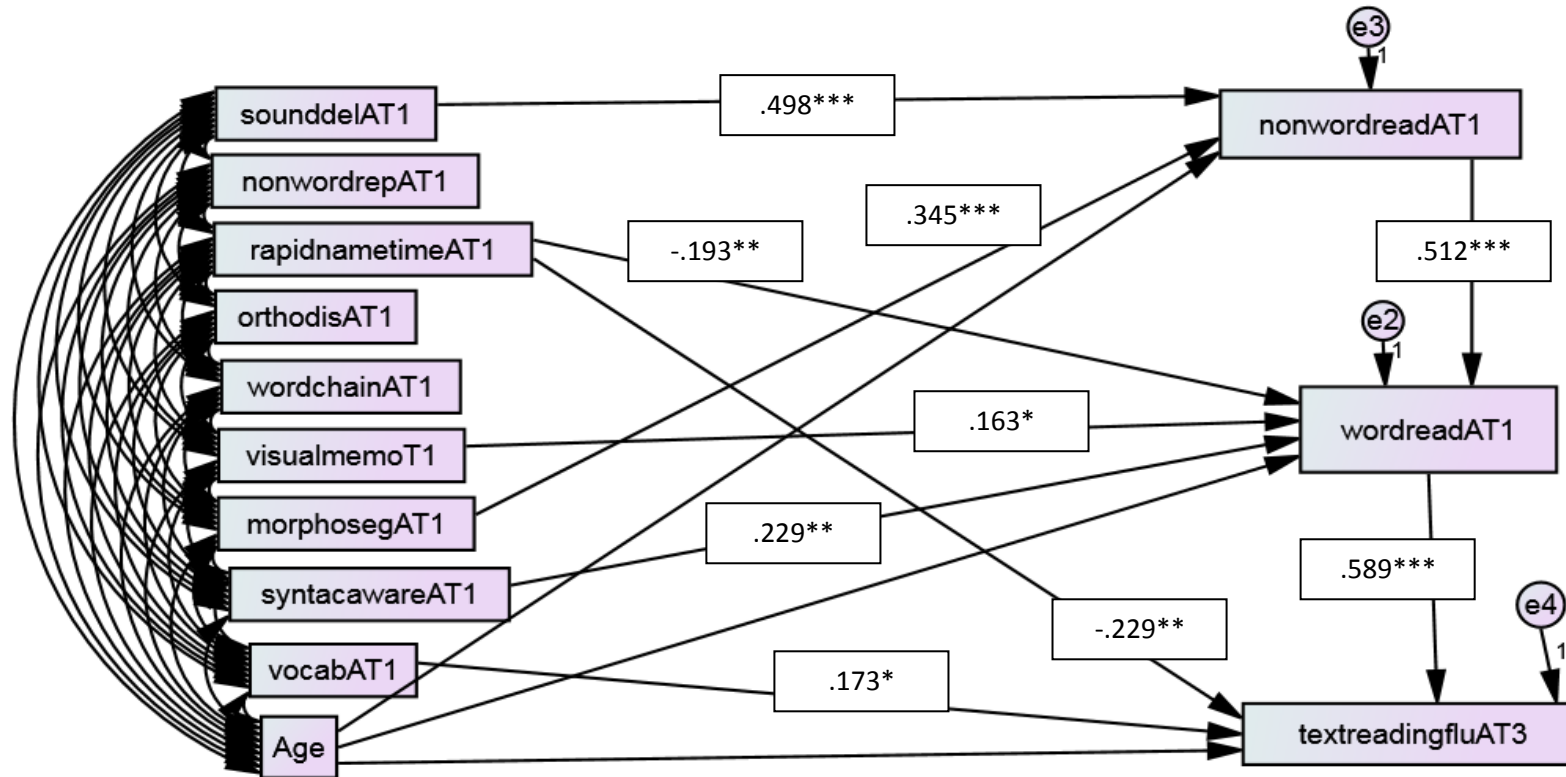 e3
1
sounddelAT1
.498***
nonwordreadAT1
nonwordrepAT1
.345***
rapidnametimeAT1
-.193**
.512***
orthodisAT1
e2
1
wordchainAT1
.163*
wordreadAT1
visualmemoT1
morphosegAT1
.229**
syntacawareAT1
.589***
e4
1
-.229**
vocabAT1
.173*
textreadingfluAT3
Age